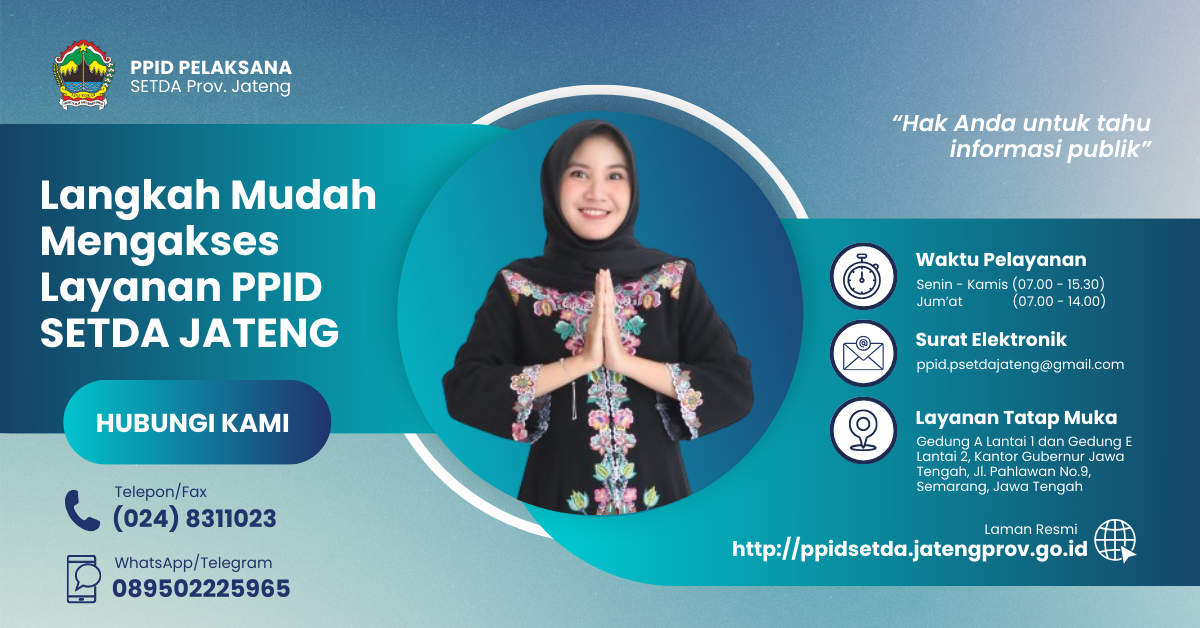 PPID PELAKSANA
SETDA Prov. Jateng
“Hak Anda untuk tahu
informasi publik”
Langkah Mudah
Mengakses
Layanan PPID
SETDA JATENG
HUBUNGI KAMI
Telepon/Fax
(024) 8311023
WhatsApp/Telegram
089502225965
Waktu Pelayanan
Senin - Kamis (07.00 - 15.30)
Jum’at (07.00 - 14.00)
Surat Elektronik
ppid.psetdajateng@gmail.com
Layanan Tatap Muka
Gedung A Lantai 1 dan Gedung E
Lantai 2, Kantor Gubernur Jawa
Tengah, Jl. Pahlawan No.9,
Semarang, Jawa Tengah
Laman Resmi
http://ppidsetda.jatengprov.go.id